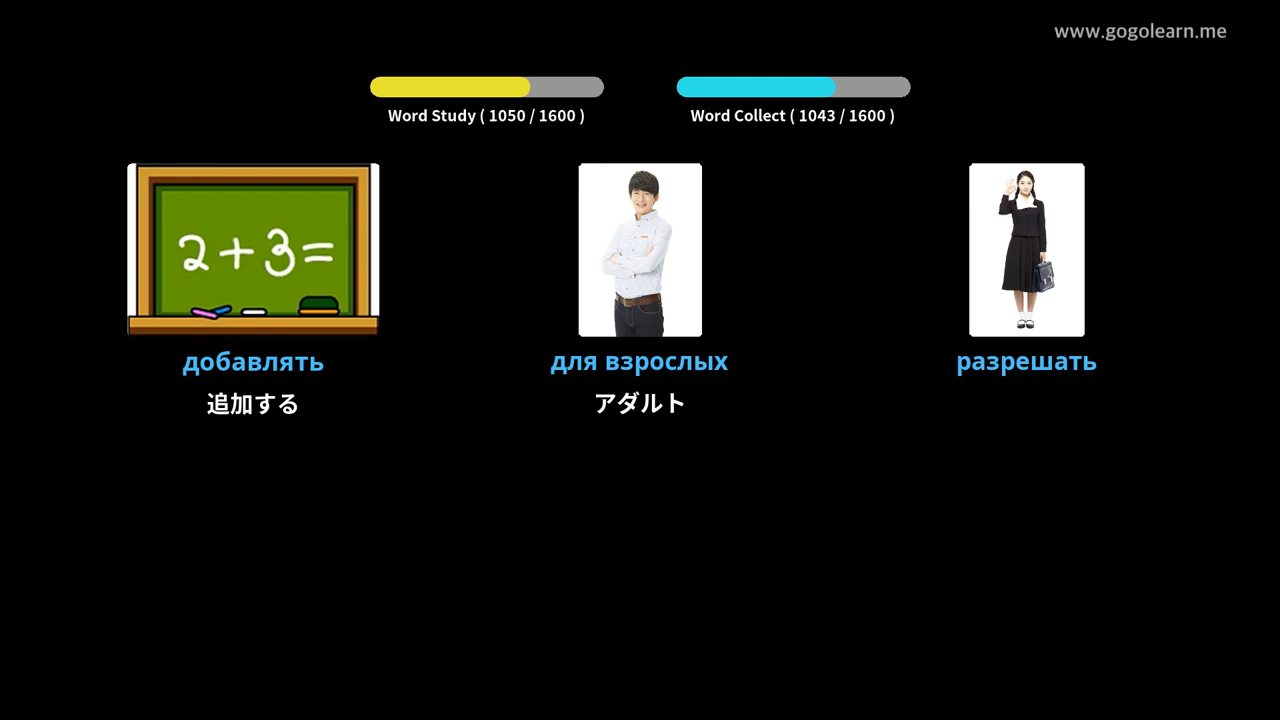 www.gogolearn.me
Word Study ( 1050 / 1600 )
Word Collect ( 1043 / 1600 )
2+3=
добавлять
для взрослых
разрешать
追加する
アダルト